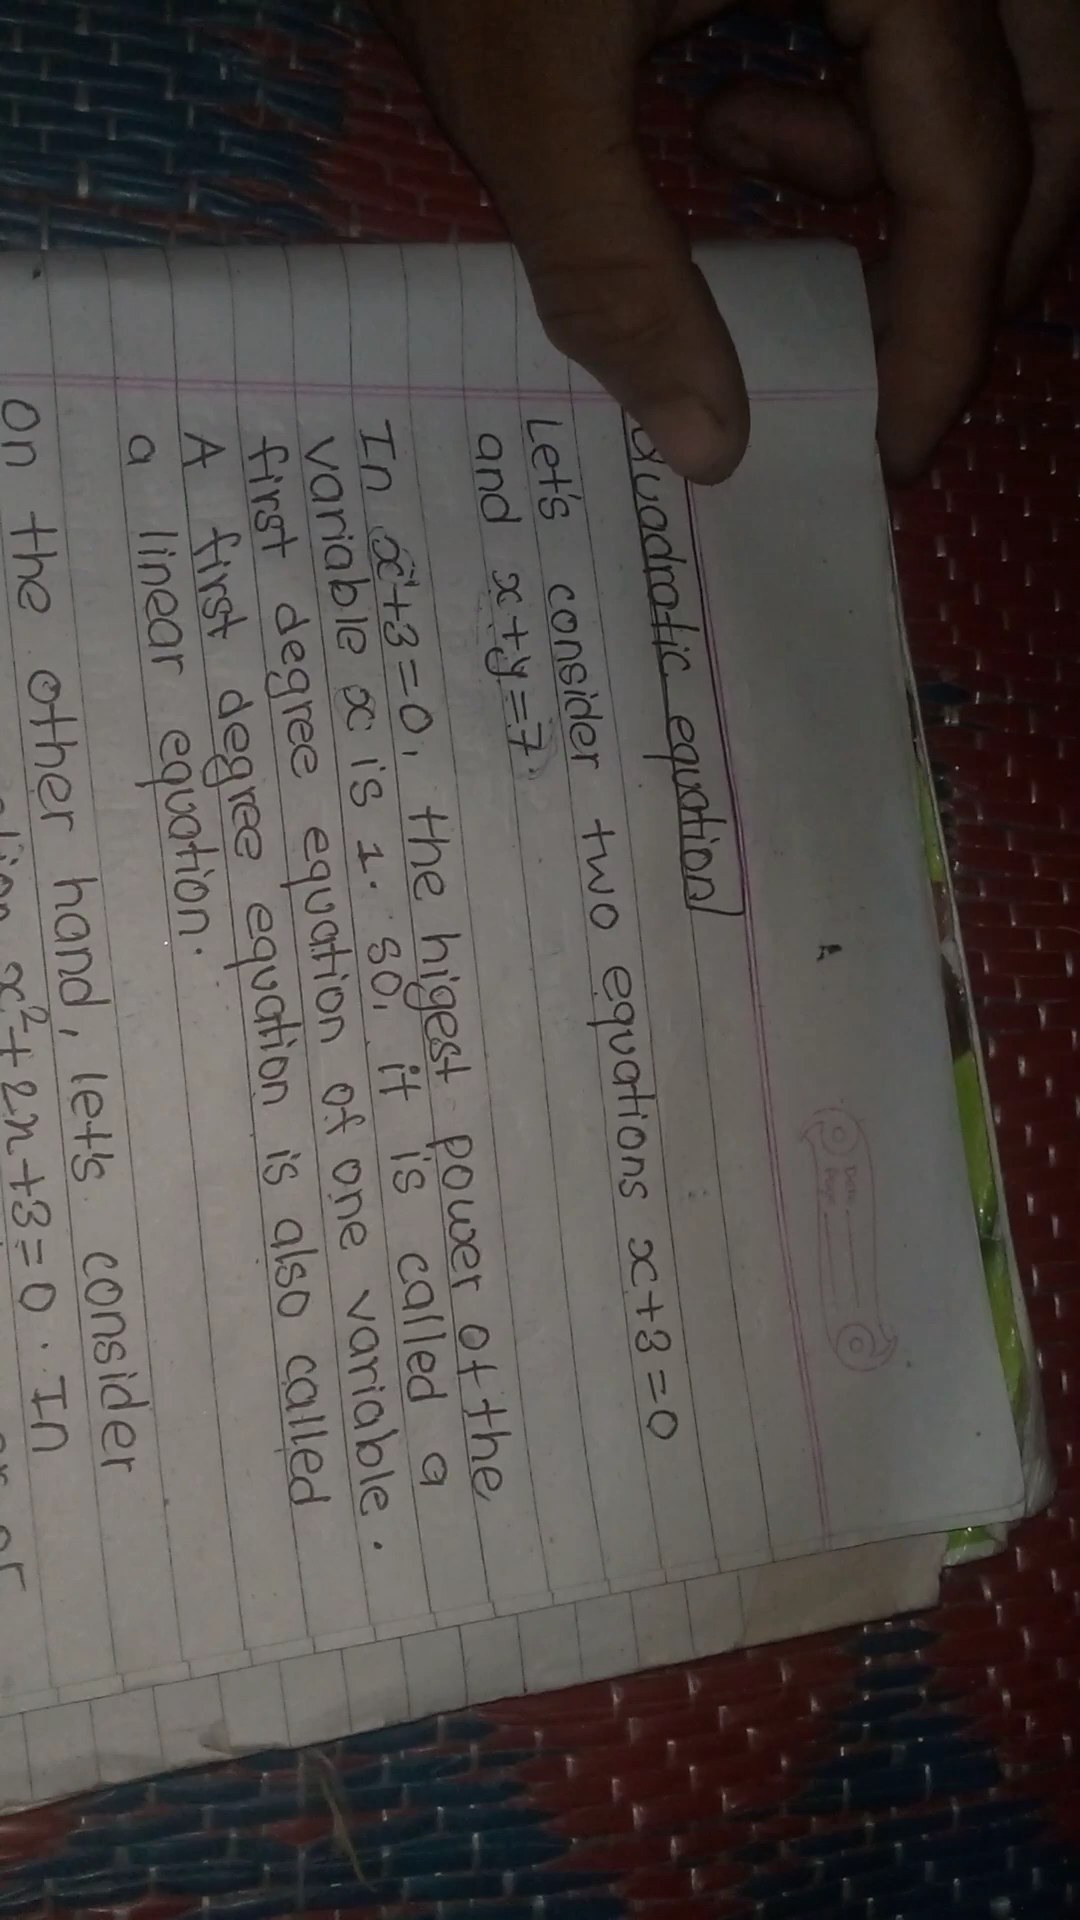 Quadratic equation
Let's consider two equations x+3=0
and x+y=7.
In x¹+3=0, the higest power of the
variable x is 1. so, it is called a
first degree equation of one variable.
A first degree equation is also called
a linear equation.
On the other hand, let's consider
x²+2x+3=0. In